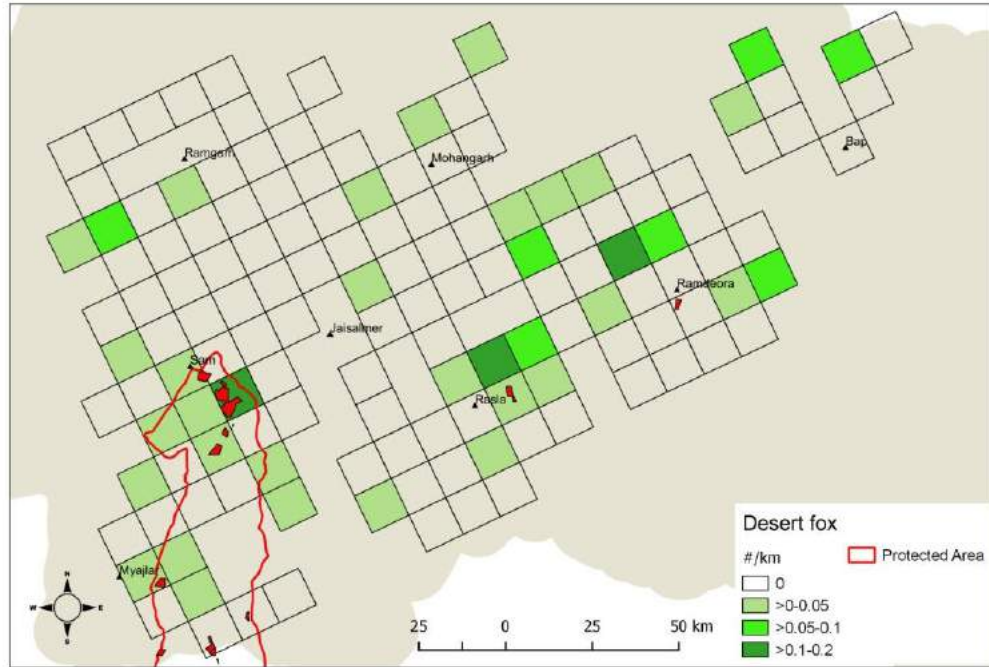 Ramgarh
Mohangarh
Bap
Ramdeora
Jaisalmer
Sam
Rasla
Myajlar
N
W
E
S
25 0 25 50 km
Desert fox
#/km
Protected Area
0
>0-0.05
>0.05-0.1
>0.1-0.2